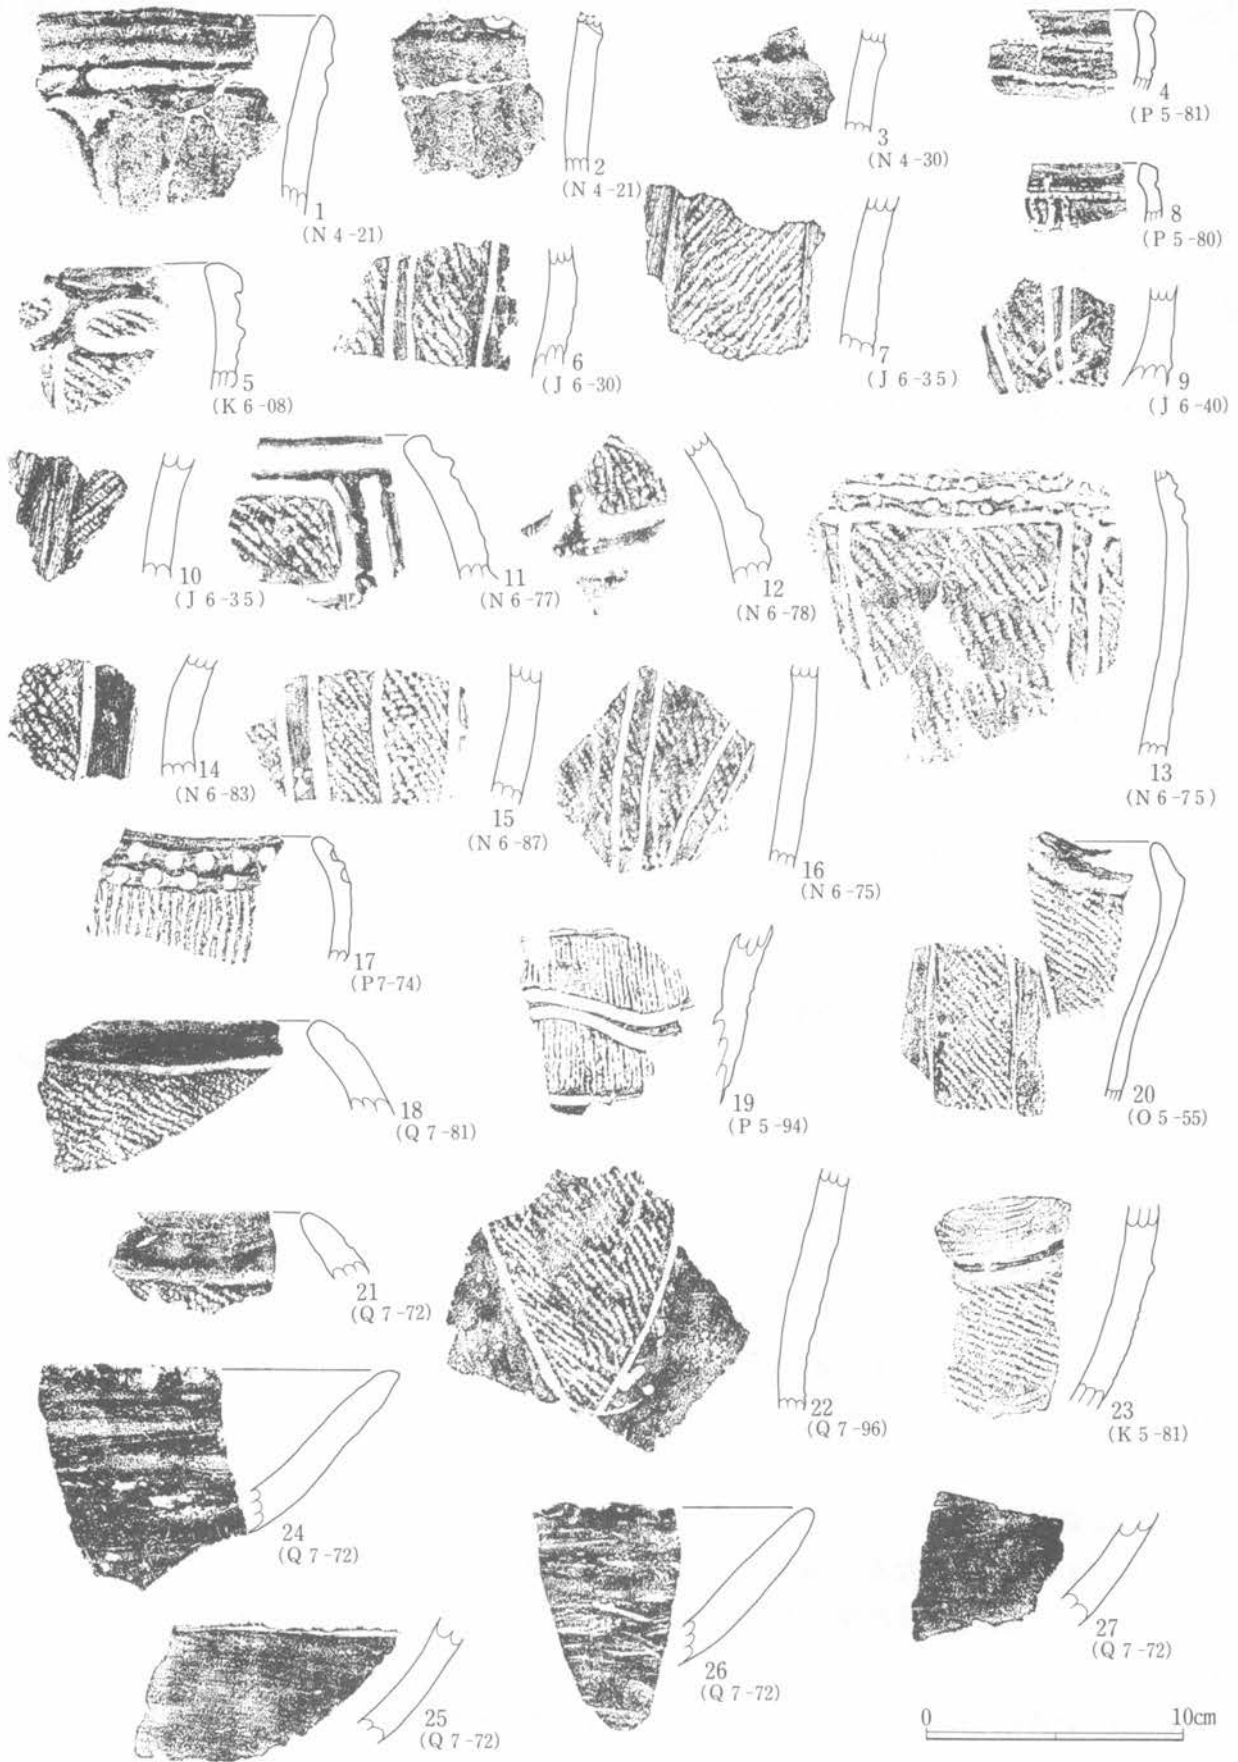 1
(N 4-21)
2
(N 4-21)
3
(N 4-30)
4
(P 5-81)
5
(K 6-08)
6
(J 6-30)
7
(J 6-35)
8
(P 5-80)
9
(J 6-40)
10
(J 6-35)
11
(N 6-77)
12
(N 6-78)
13
(N 6-75)
14
(N 6-83)
15
(N 6-87)
16
(N 6-75)
17
(P 7-74)
18
(Q 7-81)
19
(P 5-94)
20
(O 5-55)
21
(Q 7-72)
22
(Q 7-96)
23
(K 5-81)
24
(Q 7-72)
25
(Q 7-72)
26
(Q 7-72)
27
(Q 7-72)
0 10cm